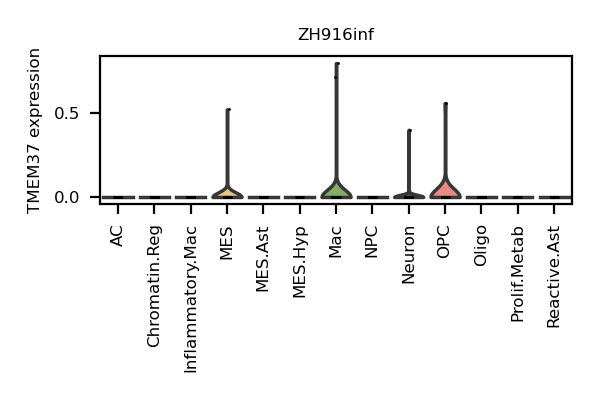 ZH916inf
TMEM37 expression
0.5
0.0
AC
Chromatin.Reg
Inflammatory.Mac
MES
MES.Ast
MES.Hyp
Mac
NPC
Neuron
OPC
Oligo
Prolif.Metab
Reactive.Ast